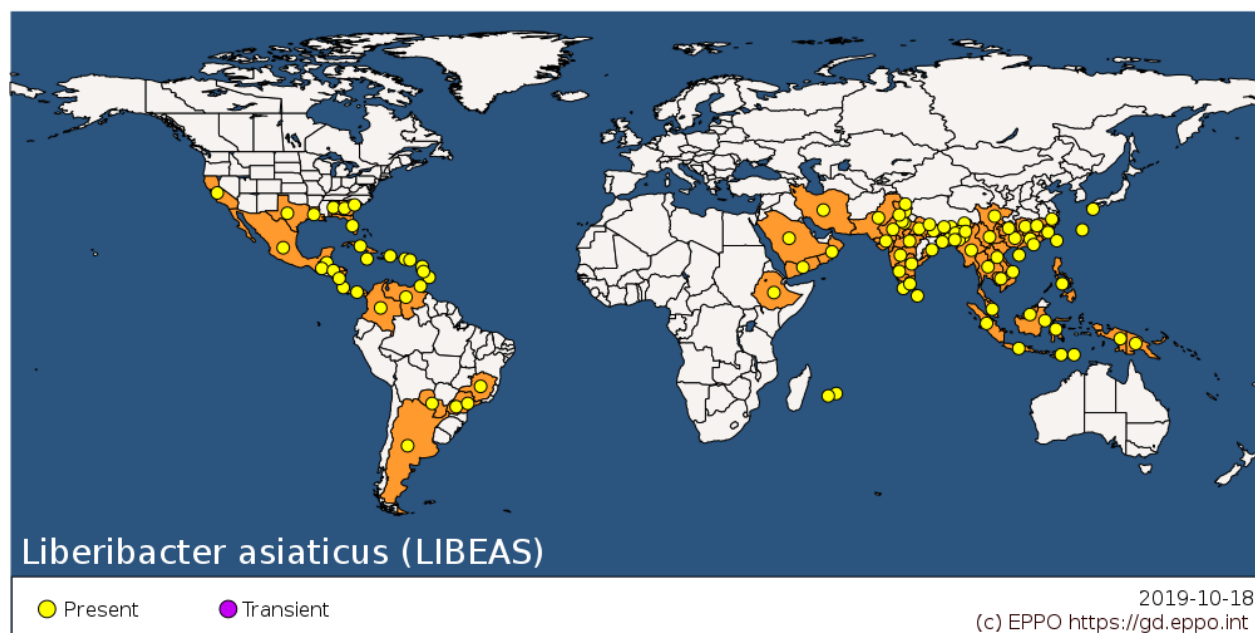 Liberibacter asiaticus (LIBEAS)
Present
Transient
2019-10-18
(c) EPPO https://gd.eppo.int